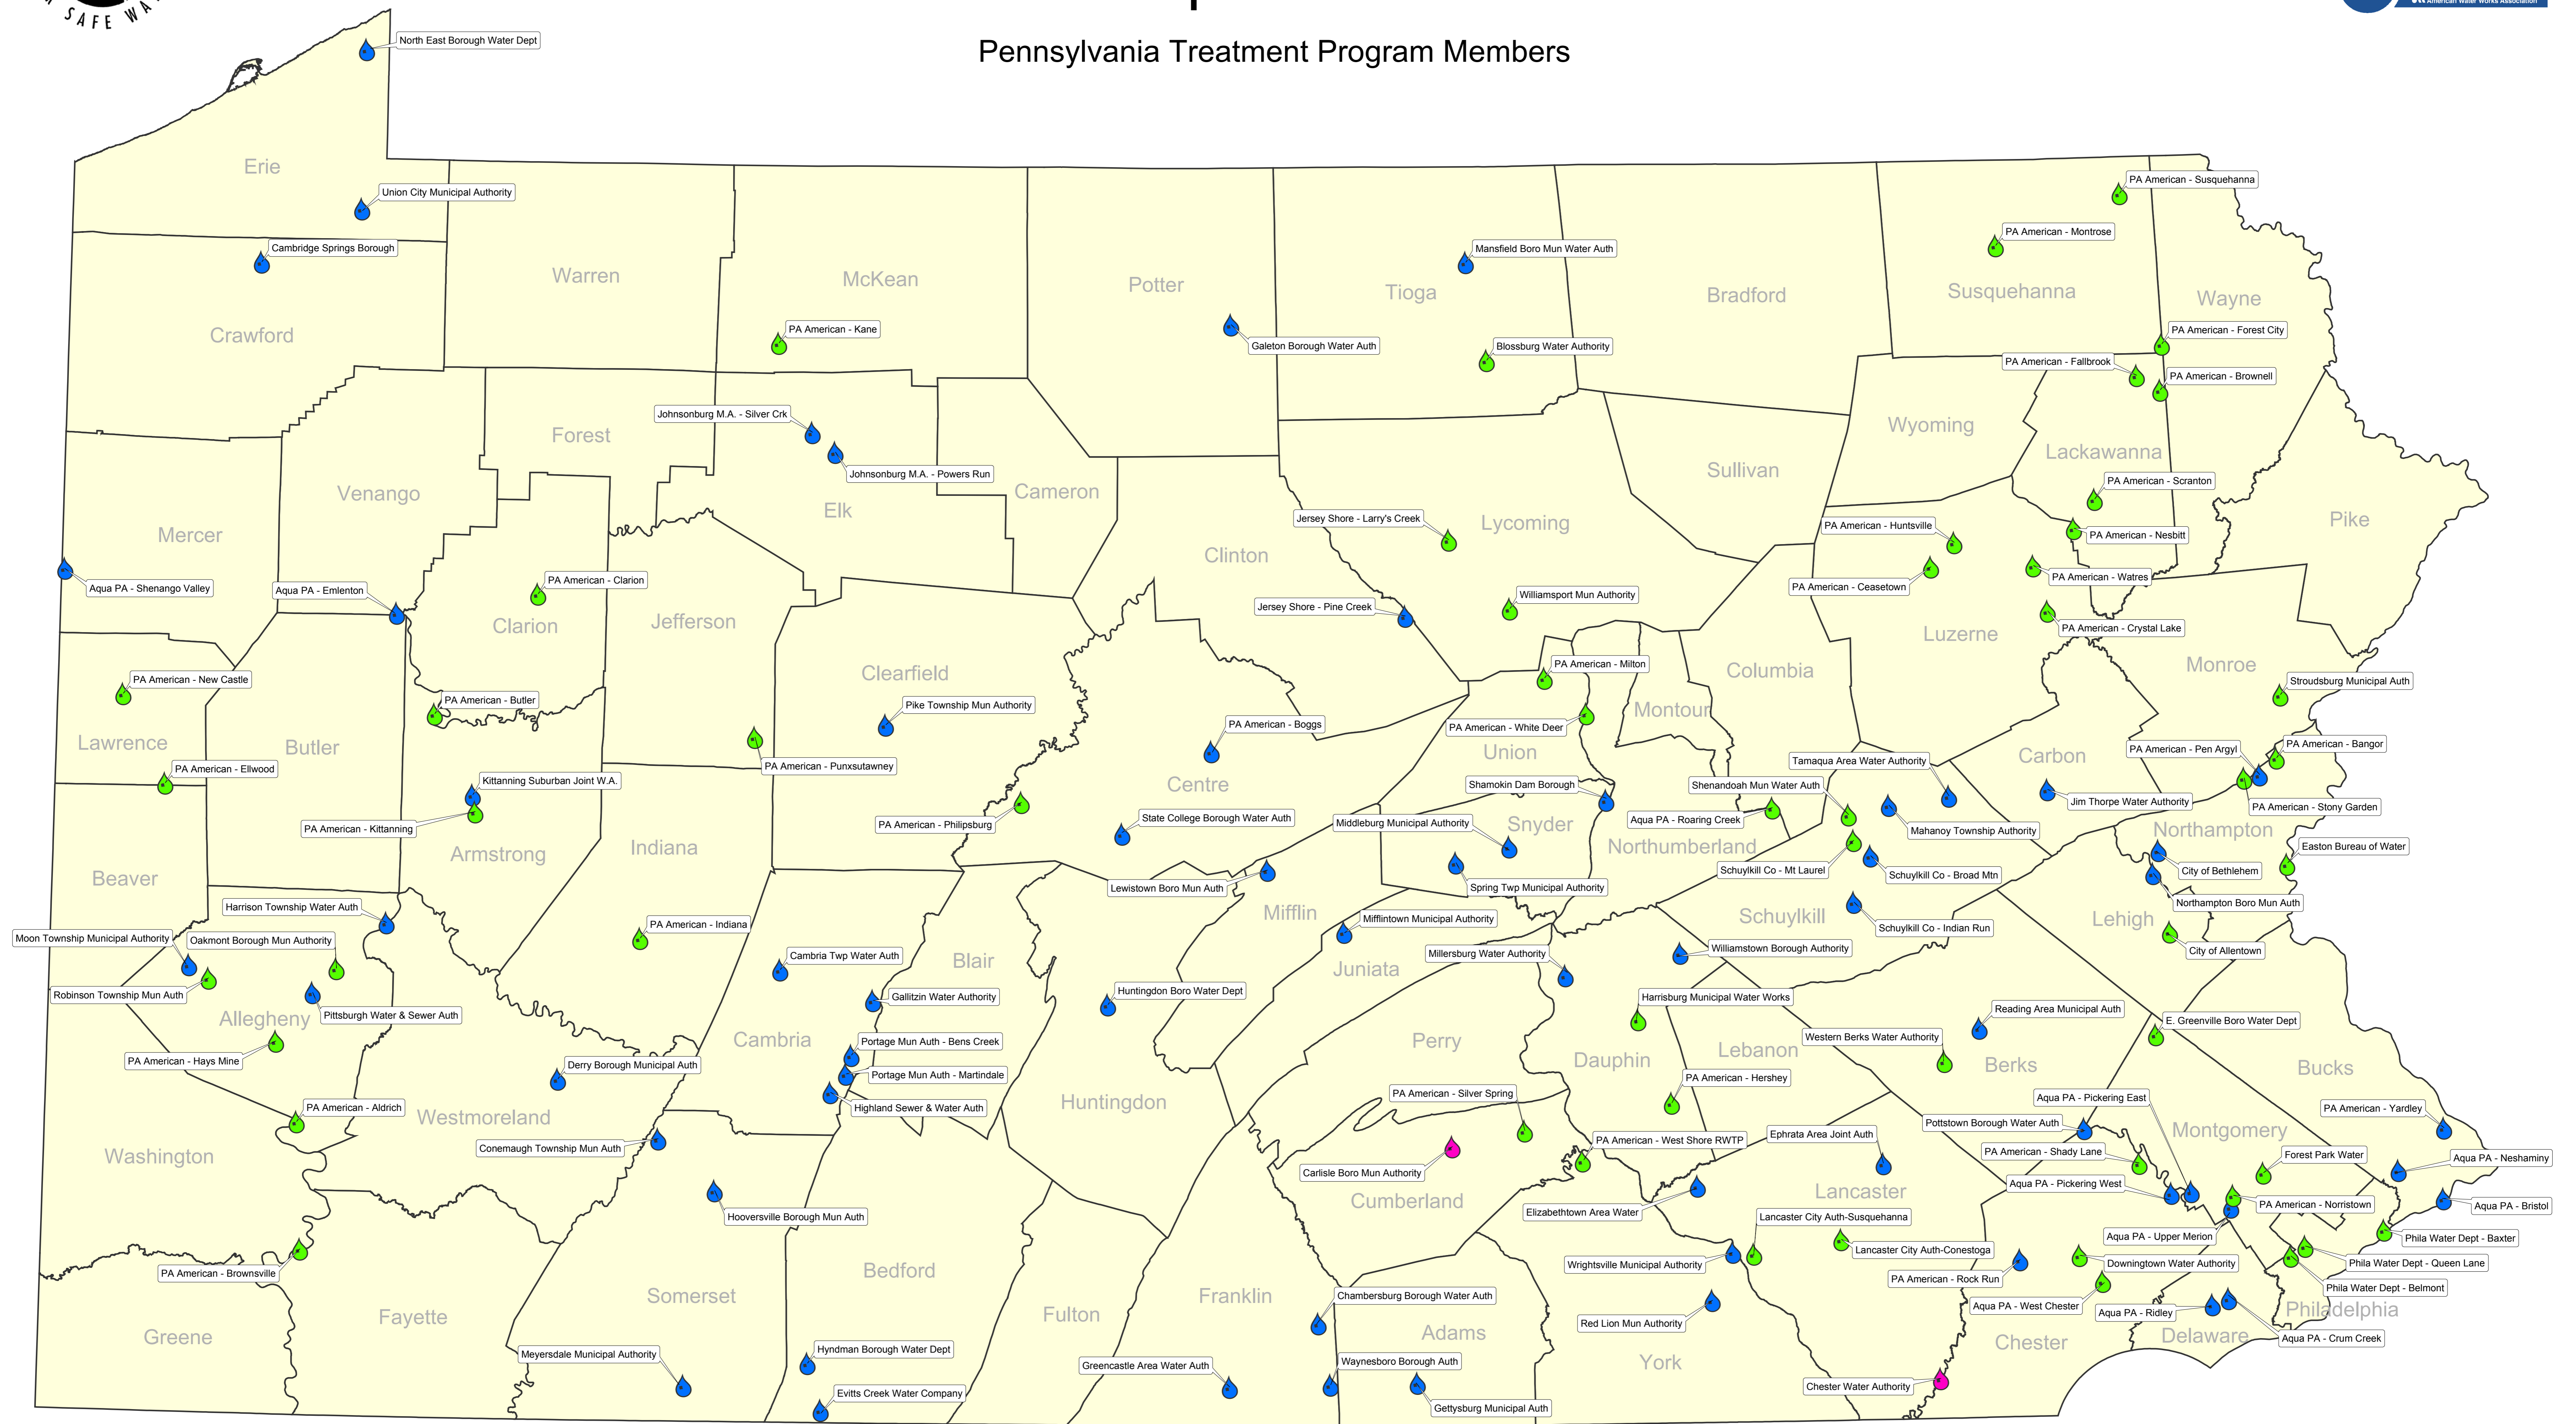 SAFE WA
American Water Works Association
Pennsylvania Treatment Program Members
North East Borough Water Dept
Erie
Union City Municipal Authority
Cambridge Springs Borough
Crawford
Warren
McKean
PA American - Kane
Potter
Galeton Borough Water Auth
Tioga
Mansfield Boro Mun Water Auth
Blossburg Water Authority
Bradford
PA American - Susquehanna
PA American - Montrose
Susquehanna
Wayne
PA American - Forest City
PA American - Fallbrook
PA American - Brownell
Johnsonburg M.A. - Silver Crk
Forest
Johnsonburg M.A. - Powers Run
Venango
Elk
Cameron
Mercer
Wyoming
Lackawanna
Sullivan
PA American - Scranton
Jersey Shore - Larry's Creek
Lycoming
PA American - Huntsville
PA American - Nesbitt
Pike
Clinton
Aqua PA - Shenango Valley
Aqua PA - Emlenton
PA American - Clarion
Clarion
Jefferson
Jersey Shore - Pine Creek
Williamsport Mun Authority
PA American - Ceasetown
PA American - Watres
PA American - Crystal Lake
Luzerne
PA American - New Castle
Clearfield
PA American - Milton
Columbia
Monroe
Stroudsburg Municipal Auth
PA American - Butler
Pike Township Mun Authority
PA American - Boggs
Montour
PA American - White Deer
Lawrence
Butler
Union
Carbon
PA American - Pen Argyl
PA American - Bangor
PA American - Ellwood
PA American - Punxsutawney
Kittanning Suburban Joint W.A.
Centre
Tamaqua Area Water Authority
Shamokin Dam Borough
Shenandoah Mun Water Auth
Jim Thorpe Water Authority
PA American - Stony Garden
PA American - Kittanning
PA American - Philipsburg
State College Borough Water Auth
Middleburg Municipal Authority
Snyder
Aqua PA - Roaring Creek
Mahanoy Township Authority
Northampton
Armstrong
Indiana
Northumberland
Easton Bureau of Water
Beaver
Lewistown Boro Mun Auth
Spring Twp Municipal Authority
Schuylkill Co - Mt Laurel
Schuylkill Co - Broad Mtn
City of Bethlehem
Harrison Township Water Auth
Mifflin
Northampton Boro Mun Auth
PA American - Indiana
Mifflintown Municipal Authority
Schuylkill
Schuylkill Co - Indian Run
Lehigh
Moon Township Municipal Authority
Oakmont Borough Mun Authority
Millersburg Water Authority
Williamstown Borough Authority
City of Allentown
Cambria Twp Water Auth
Blair
Juniata
Robinson Township Mun Auth
Gallitzin Water Authority
Huntingdon Boro Water Dept
Harrisburg Municipal Water Works
Pittsburgh Water & Sewer Auth
Allegheny
Reading Area Municipal Auth
E. Greenville Boro Water Dept
Cambria
Portage Mun Auth - Bens Creek
Perry
Western Berks Water Authority
Dauphin
Lebanon
Berks
Bucks
PA American - Hays Mine
Derry Borough Municipal Auth
Portage Mun Auth - Martindale
PA American - Hershey
PA American - Silver Spring
Aqua PA - Pickering East
PA American - Aldrich
Westmoreland
Highland Sewer & Water Auth
Huntingdon
PA American - Yardley
Pottstown Borough Water Auth
Montgomery
Washington
Conemaugh Township Mun Auth
PA American - West Shore RWTP
Ephrata Area Joint Auth
PA American - Shady Lane
Forest Park Water
Aqua PA - Neshaminy
Carlisle Boro Mun Authority
Cumberland
Aqua PA - Pickering West
Lancaster
PA American - Norristown
Aqua PA - Bristol
Hooversville Borough Mun Auth
Elizabethtown Area Water
Lancaster City Auth-Susquehanna
Aqua PA - Upper Merion
Phila Water Dept - Baxter
Lancaster City Auth-Conestoga
Wrightsville Municipal Authority
Downingtown Water Authority
Phila Water Dept - Queen Lane
PA American - Brownsville
Bedford
PA American - Rock Run
Phila Water Dept - Belmont
Somerset
Franklin
Chambersburg Borough Water Auth
Aqua PA - West Chester
Aqua PA - Ridley
Philadelphia
Fayette
Fulton
Red Lion Mun Authority
Greene
Adams
Chester
Delaware
Aqua PA - Crum Creek
Meyersdale Municipal Authority
Hyndman Borough Water Dept
Greencastle Area Water Auth
Waynesboro Borough Auth
York
Evitts Creek Water Company
Gettysburg Municipal Auth
Chester Water Authority